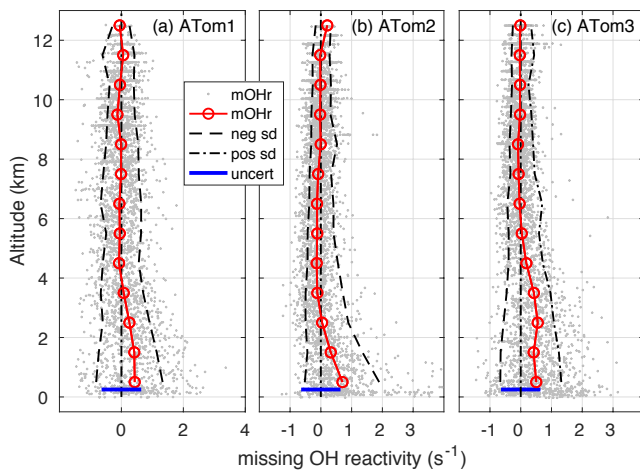 (a) ATom1
(b) ATom2
(c) ATom3
12
10
8
6
4
2
0
Altitude (km)
mOHr
mOHr
neg sd
pos sd
uncert
0 2 4
-1 0 1 2 3
-1 0 1 2 3 4
missing OH reactivity (s-1)